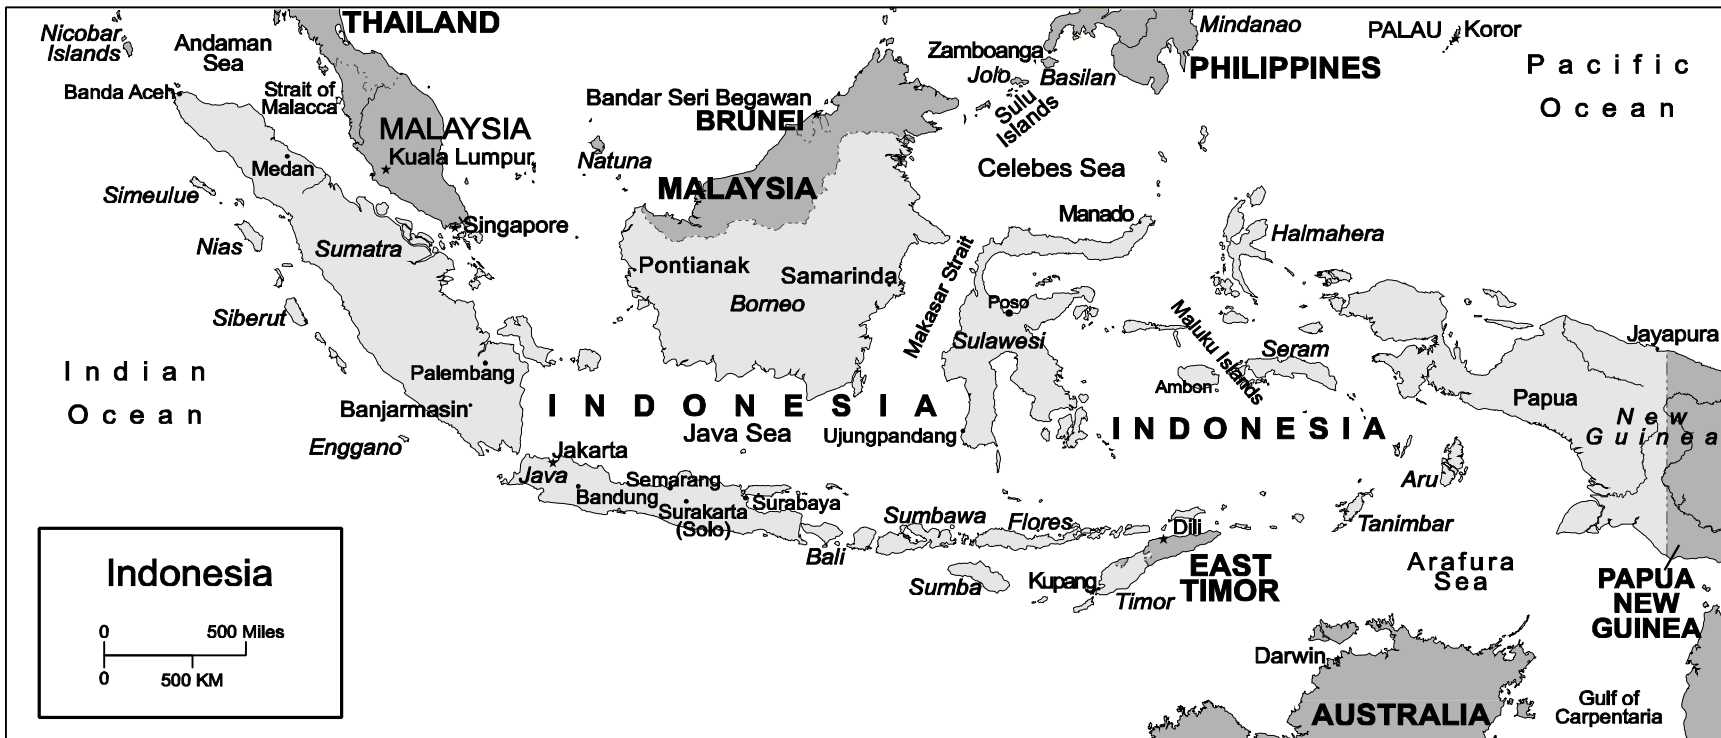 THAILAND
Nicobar
Islands
Andaman
Sea
Banda Aceh
Strait of
Malacca
MALAYSIA
Kuala Lumpur
Medan
Simeulue
Singapore
Nias
Sumatra
Siberut
Indian
Ocean
Palembang
Banjarmasin
Enggano
Zamboanga
Jolo
Basilan
Mindanao
PHILIPPINES
PALAU
Koror
Pacific
Ocean
Bandar Seri Begawan
BRUNEI
Sulu
Islands
Natuna
MALAYSIA
Celebes Sea
Manado
Halmahera
Pontianak
Samarinda
Borneo
Makasar Strait
Poso
Sulawesi
Maluku Islands
Seram
Ambon
Jayapura
Papua
New
Guinea
INDONESIA
Java Sea
Ujungpandang
INDONESIA
Jakarta
Java
Semarang
Bandung
Surakarta
(Solo)
Surabaya
Bali
Sumbawa
Flores
Dili
Sumba
Kupang
Timor
EAST
TIMOR
Aru
Tanimbar
Arafura
Sea
PAPUA
NEW
GUINEA
Darwin
AUSTRALIA
Gulf of
Carpentaria
Indonesia
0
500 Miles
0
500 KM